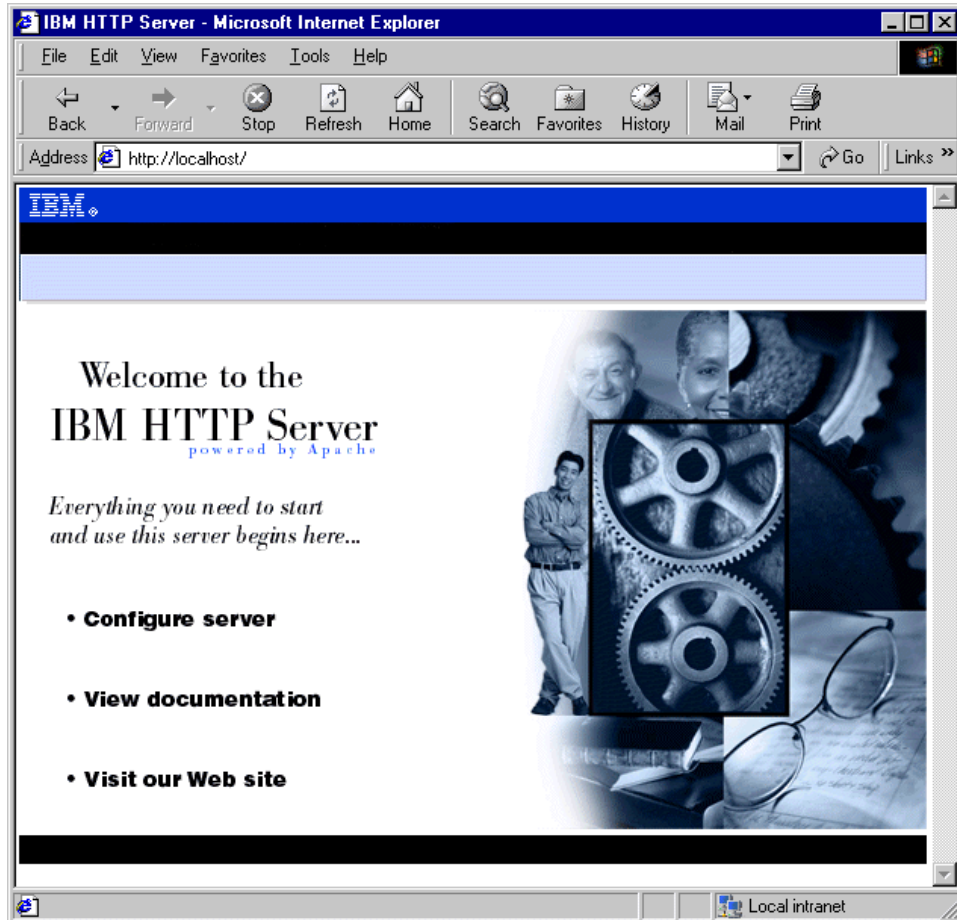 IBM HTTP Server - Microsoft Internet Explorer
File Edit View Favorites Tools Help
Back Forward Stop Refresh Home Search Favorites History Mail Print
Address http://localhost/ Go Links »
IBM®
Welcome to the
IBM HTTP Server
powered by Apache
Everything you need to start
and use this server begins here...
• Configure server
• View documentation
• Visit our Web site
Local intranet